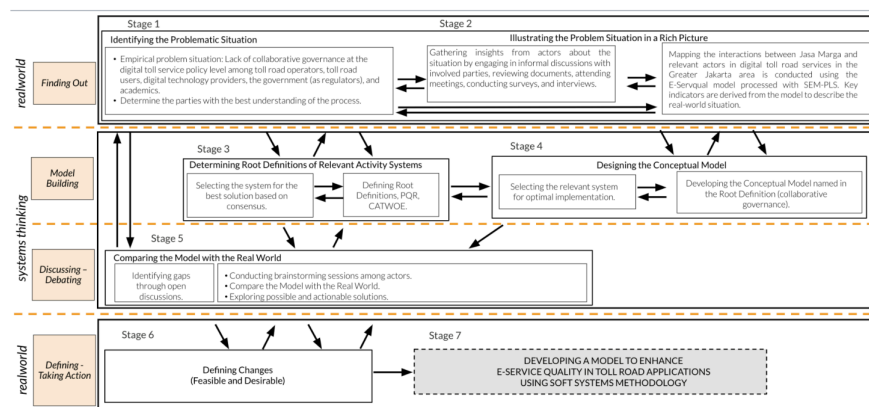 Stage 1
Stage 2
realworld
Finding Out
Identifying the Problematic Situation
• Empirical problem situation: Lack of collaborative governance at the
digital toll service policy level among toll road operators, toll road
users, digital technology providers, the government (as regulators), and
academics.
• Determine the parties with the best understanding of the process.
Illustrating the Problem Situation in a Rich Picture
Gathering insights from actors about the
situation by engaging in informal discussions with
involved parties, reviewing documents, attending
meetings, conducting surveys, and interviews.
Mapping the interactions between Jasa Marga and
relevant actors in digital toll road services in the
Greater Jakarta area is conducted using the
E-Servqual model processed with SEM-PLS. Key
indicators are derived from the model to describe the
real-world situation.
systems thinking
Model
Building
Stage 3
Determining Root Definitions of Relevant Activity Systems
Selecting the system for the
best solution based on
consensus.
Defining Root
Definitions, PQR,
CATWOE.
Stage 4
Designing the Conceptual Model
Selecting the relevant system
for optimal implementation.
Developing the Conceptual Model named in
the Root Definition (collaborative
governance).
Discussing –
Debating
Stage 5
Comparing the Model with the Real World
Identifying gaps
through open
discussions.
• Conducting brainstorming sessions among actors.
• Compare the Model with the Real World.
• Exploring possible and actionable solutions.
realworld
Defining -
Taking Action
Stage 6
Defining Changes
(Feasible and Desirable)
Stage 7
DEVELOPING A MODEL TO ENHANCE
E-SERVICE QUALITY IN TOLL ROAD APPLICATIONS
USING SOFT SYSTEMS METHODOLOGY